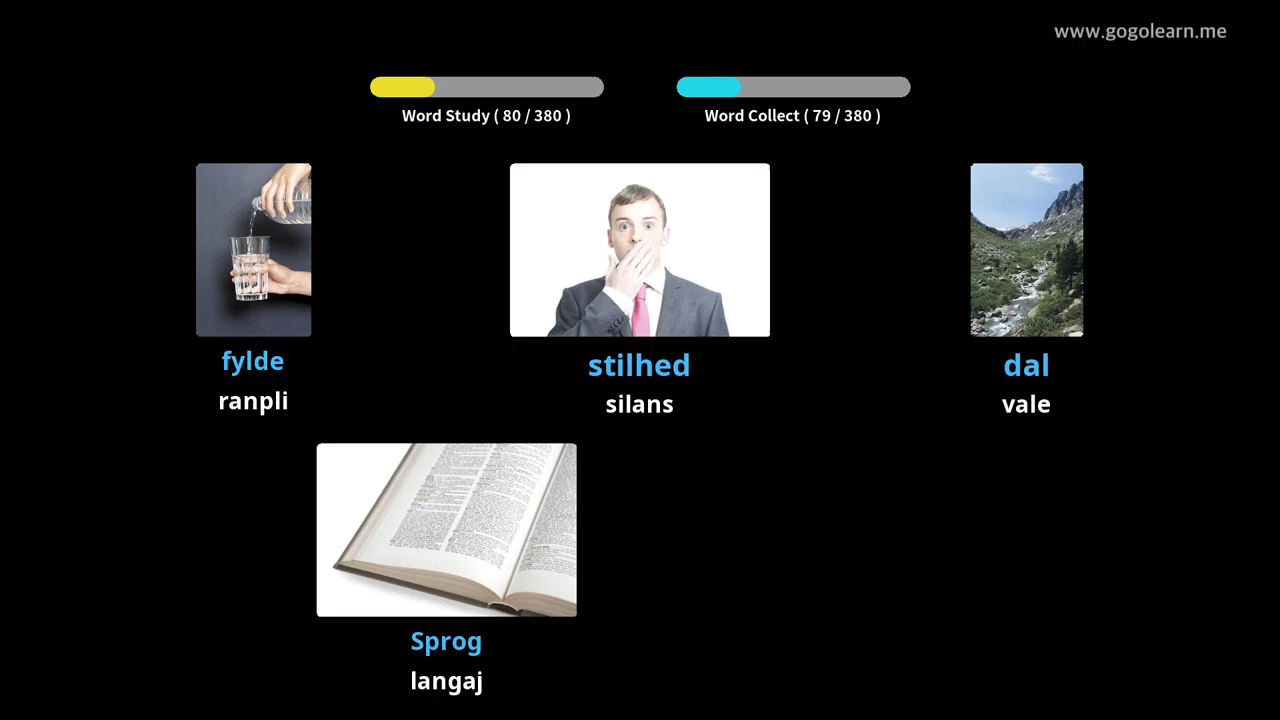 www.gogolearn.me
Word Study ( 80 / 380 )
Word Collect ( 79 / 380 )
fylde
ranpli
stilhed
silans
dal
vale
Sprog
langaj